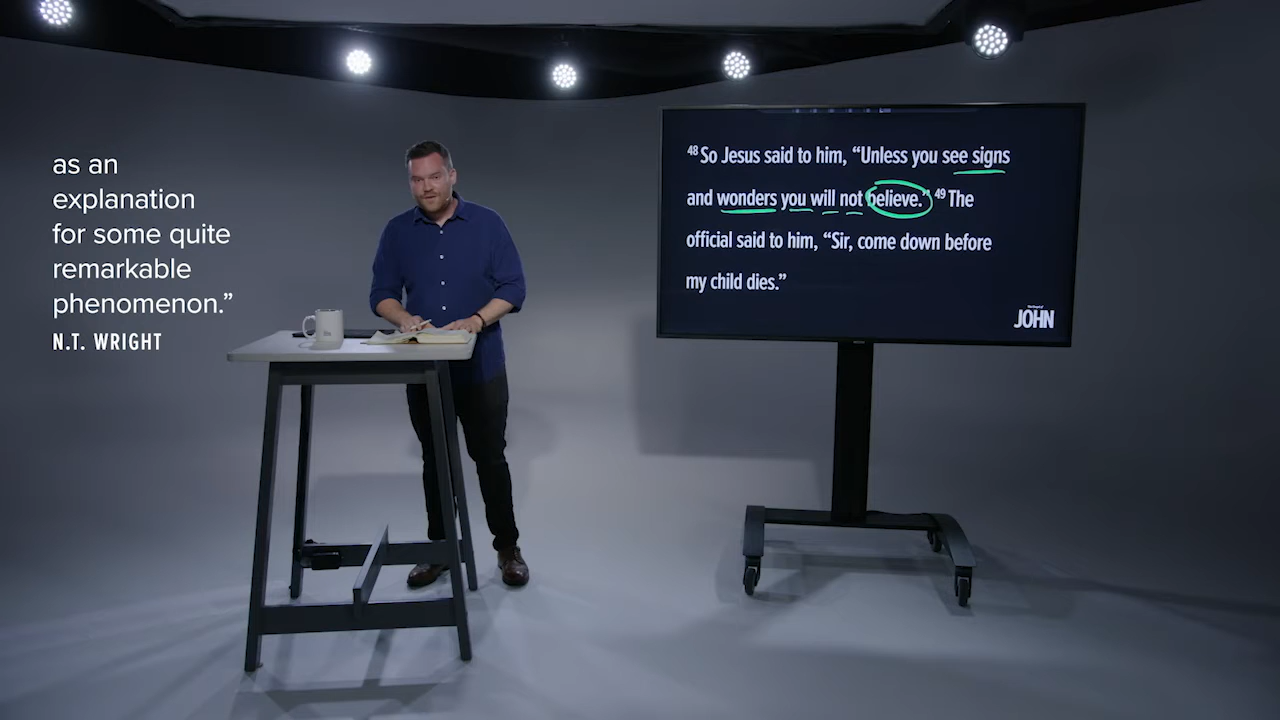 as an
explanation
for some quite
remarkable
phenomenon.”
N.T. WRIGHT
48 So Jesus said to him, “Unless you see signs
and wonders you will not believe.” 49 The
official said to him, “Sir, come down before
my child dies.”
JOHN